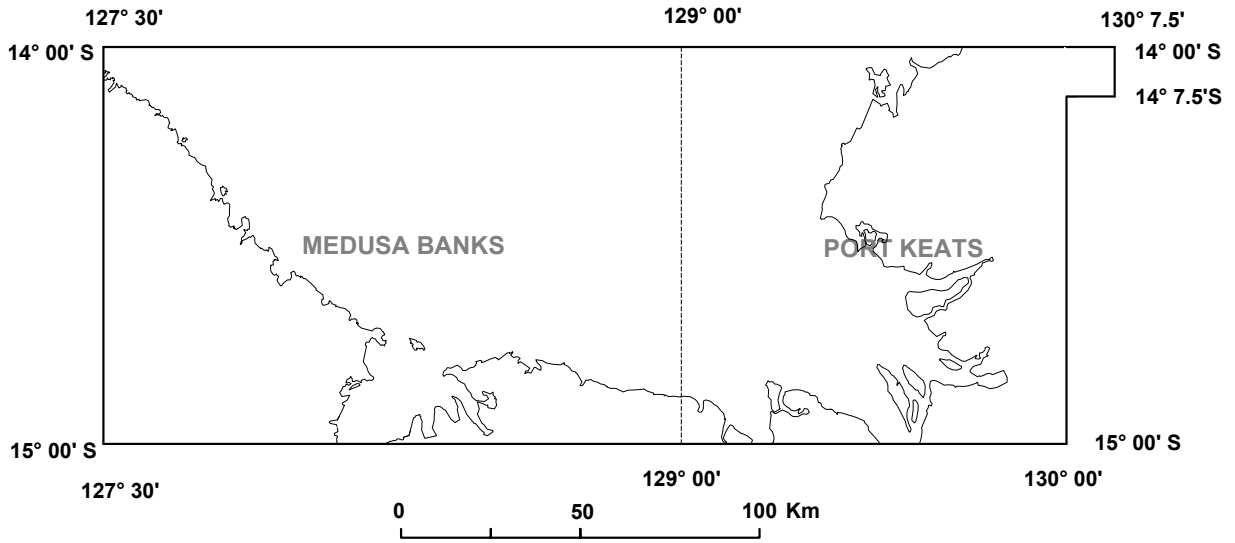 127° 30'
129° 00'
130° 7.5'
14° 00' S
14° 00' S
14° 7.5'S
MEDUSA BANKS
PORT KEATS
15° 00' S
15° 00' S
127° 30'
129° 00'
130° 00'
0
50
100 Km